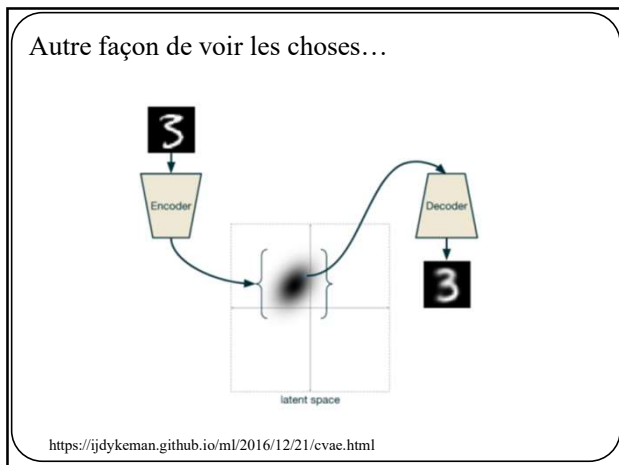 Autre façon de voir les choses…
3
Encoder
Decoder
3
latent space
https://ijdykeman.github.io/ml/2016/12/21/cvae.html